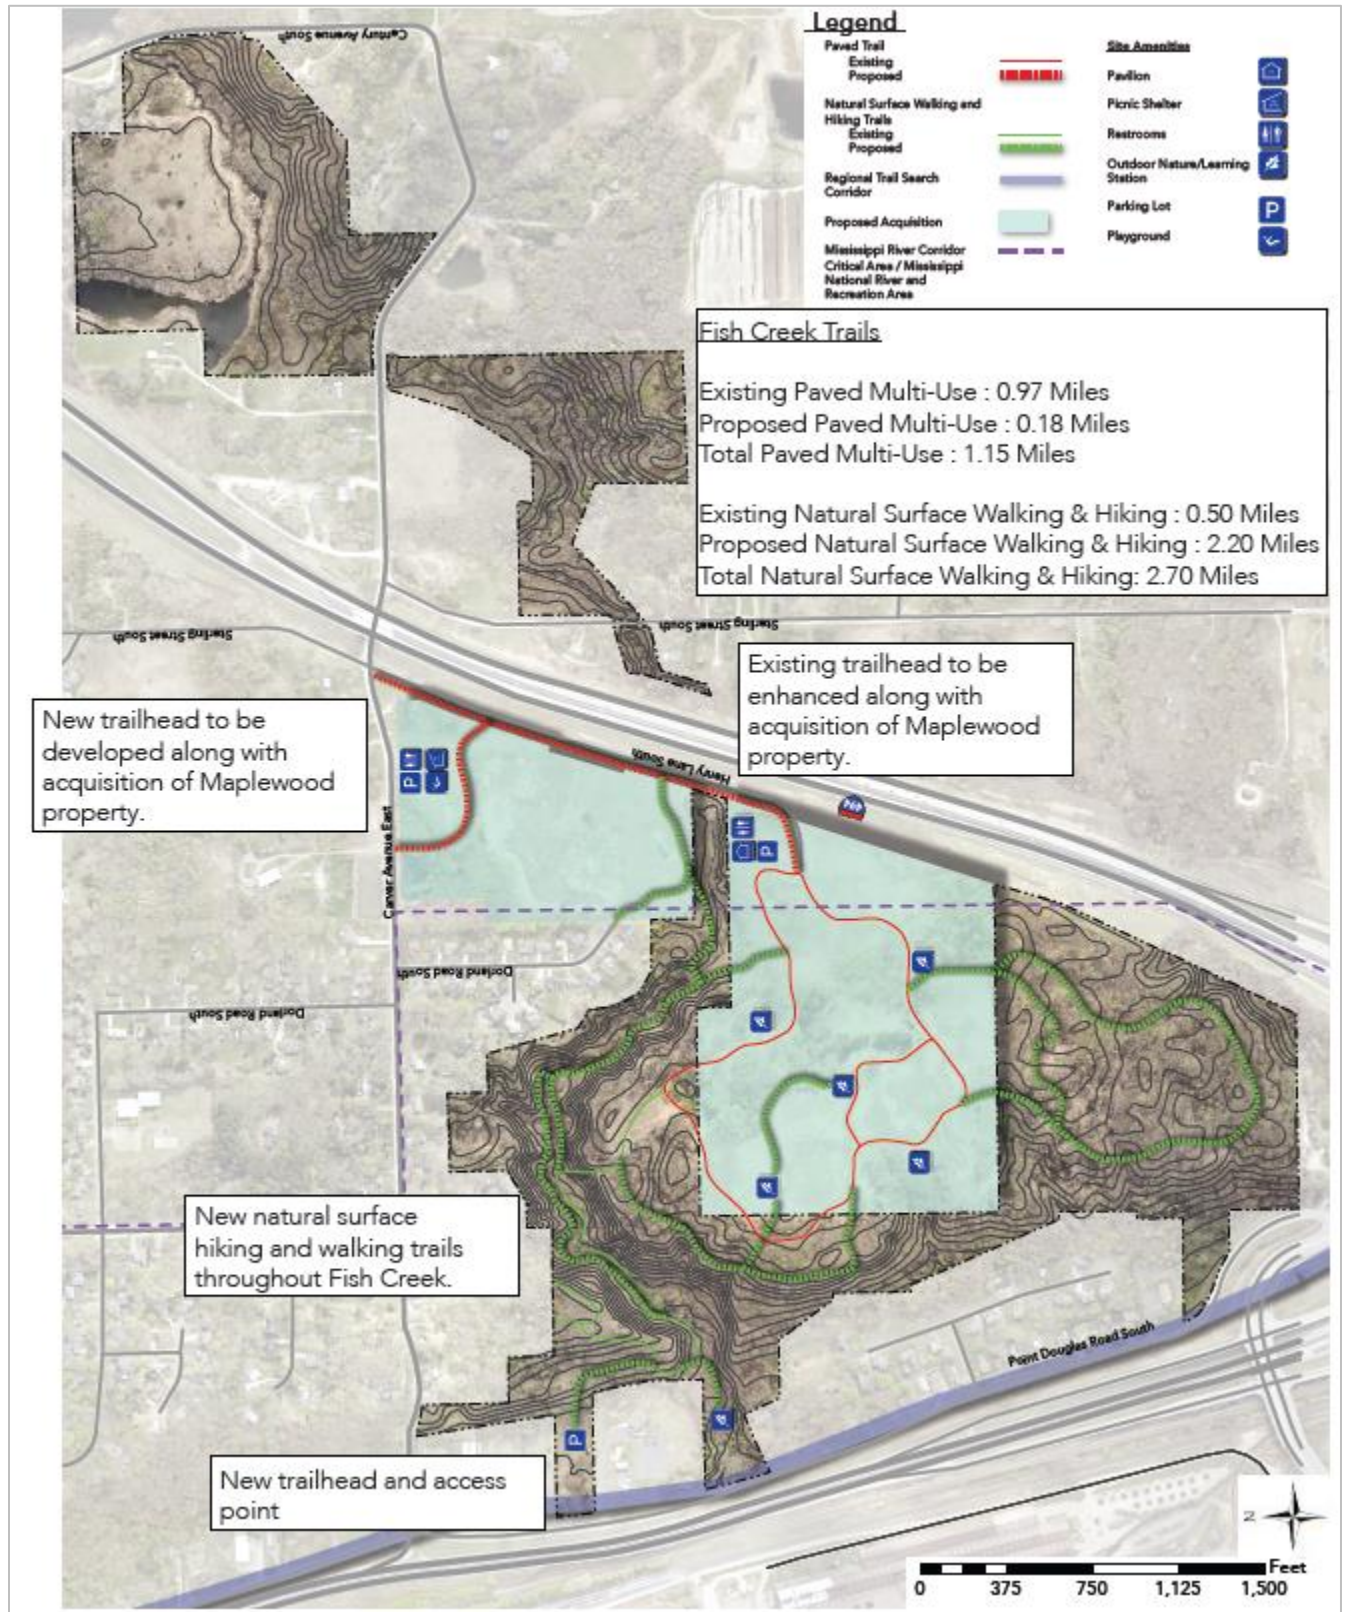 Century Avenue South
Legend
Paved Trail
Existing
Proposed
Natural Surface Walking and
Hiking Trails
Existing
Proposed
Regional Trail Search
Corridor
Proposed Acquisition
Mississippi River Corridor
Critical Area / Mississippi
National River and
Recreation Area
Site Amenities
Pavilion
Picnic Shelter
Restrooms
Outdoor Nature/Learning
Station
Parking Lot
P
Playground
Fish Creek Trails
Existing Paved Multi-Use : 0.97 Miles
Proposed Paved Multi-Use : 0.18 Miles
Total Paved Multi-Use : 1.15 Miles
Existing Natural Surface Walking & Hiking : 0.50 Miles
Proposed Natural Surface Walking & Hiking : 2.20 Miles
Total Natural Surface Walking & Hiking: 2.70 Miles
Sterling Street South
Sterling Street South
Existing trailhead to be
enhanced along with
acquisition of Maplewood
property.
New trailhead to be
developed along with
acquisition of Maplewood
property.
Henry Lane South
494
P
P
Carver Avenue East
Dorland Road South
Dorland Road South
New natural surface
hiking and walking trails
throughout Fish Creek.
Point Douglas Road South
P
New trailhead and access
point
N
Feet
0 375 750 1,125 1,500